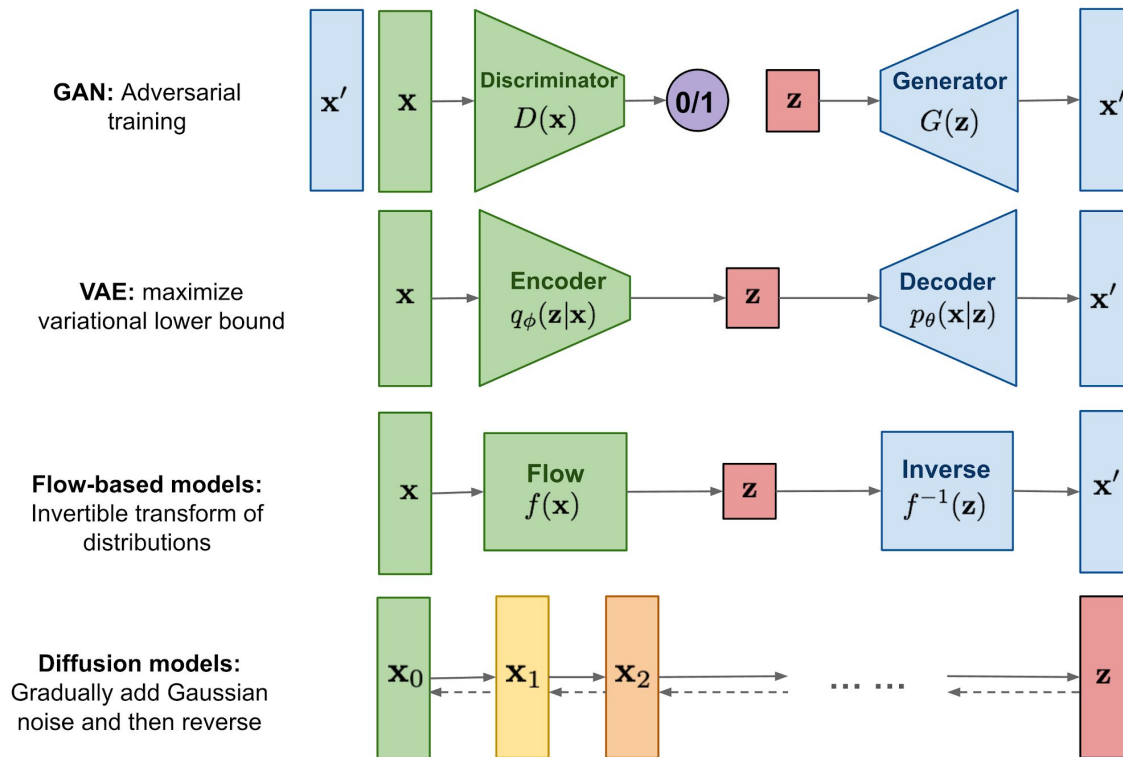 GAN: Adversarial
training
x′
x
Discriminator
D(x)
0/1
z
Generator
G(z)
x′
VAE: maximize
variational lower bound
x
Encoder
qϕ(z|x)
z
Decoder
pθ(x|z)
x′
Flow-based models:
Invertible transform of
distributions
x
Flow
f(x)
z
Inverse
f⁻¹(z)
x′
Diffusion models:
Gradually add Gaussian
noise and then reverse
x₀
x₁
x₂
... ...
z